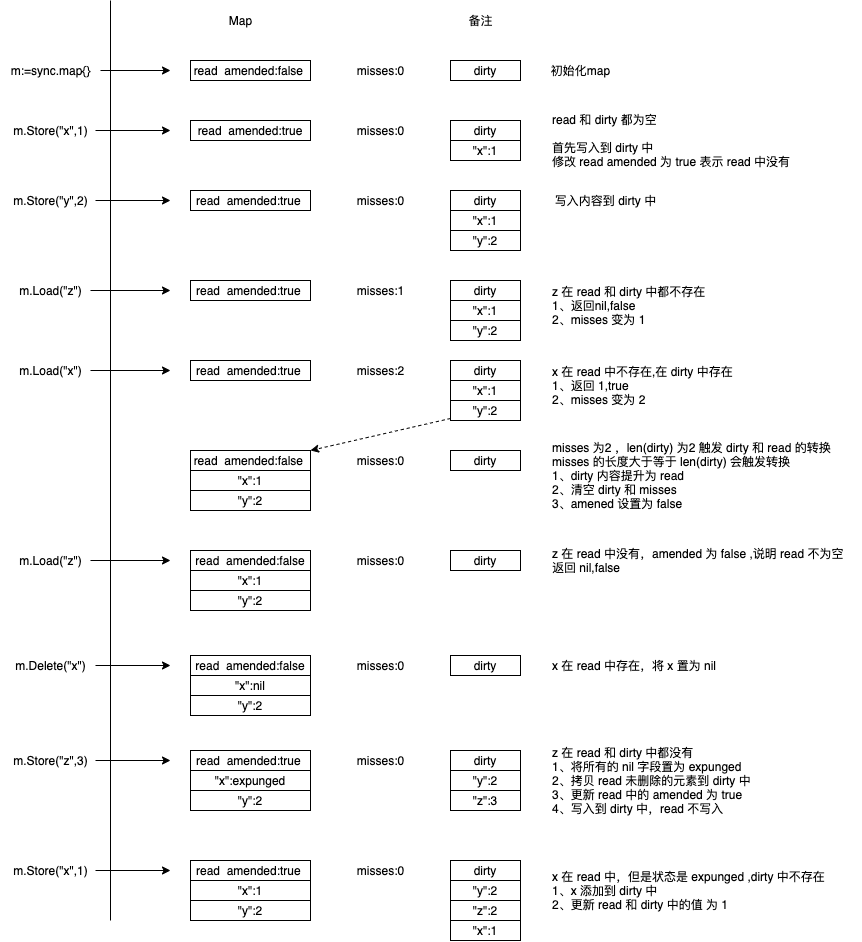 Map
备注
m:=sync.map{}
read amended:false
misses:0
dirty
初始化map
m.Store("x",1)
read amended:true
misses:0
dirty
"x":1
read 和 dirty 都为空
首先写入到 dirty 中
修改 read amended 为 true 表示 read 中没有
m.Store("y",2)
read amended:true
misses:0
dirty
"x":1
"y":2
写入内容到 dirty 中
m.Load("z")
read amended:true
misses:1
dirty
"x":1
"y":2
z 在 read 和 dirty 中都不存在
1、返回nil,false
2、misses 变为 1
m.Load("x")
read amended:true
misses:2
dirty
"x":1
"y":2
x 在 read 中不存在,在 dirty 中存在
1、返回 1,true
2、misses 变为 2
read amended:false
"x":1
"y":2
misses:0
dirty
misses 为2 ，len(dirty) 为2 触发 dirty 和 read 的转换
misses 的长度大于等于 len(dirty) 会触发转换
1、dirty 内容提升为 read
2、清空 dirty 和 misses
3、amened 设置为 false
m.Load("z")
read amended:false
"x":1
"y":2
misses:0
dirty
z 在 read 中没有，amended 为 false ,说明 read 不为空
返回 nil,false
m.Delete("x")
read amended:false
"x":nil
"y":2
misses:0
dirty
x 在 read 中存在，将 x 置为 nil
m.Store("z",3)
read amended:true
"x":expunged
"y":2
misses:0
dirty
"y":2
"z":3
z 在 read 和 dirty 中都没有
1、将所有的 nil 字段置为 expunged
2、拷贝 read 未删除的元素到 dirty 中
3、更新 read 中的 amended 为 true
4、写入到 dirty 中，read 不写入
m.Store("x",1)
read amended:true
"x":1
"y":2
misses:0
dirty
"y":2
"z":2
"x":1
x 在 read 中，但是状态是 expunged ,dirty 中不存在
1、x 添加到 dirty 中
2、更新 read 和 dirty 中的值 为 1